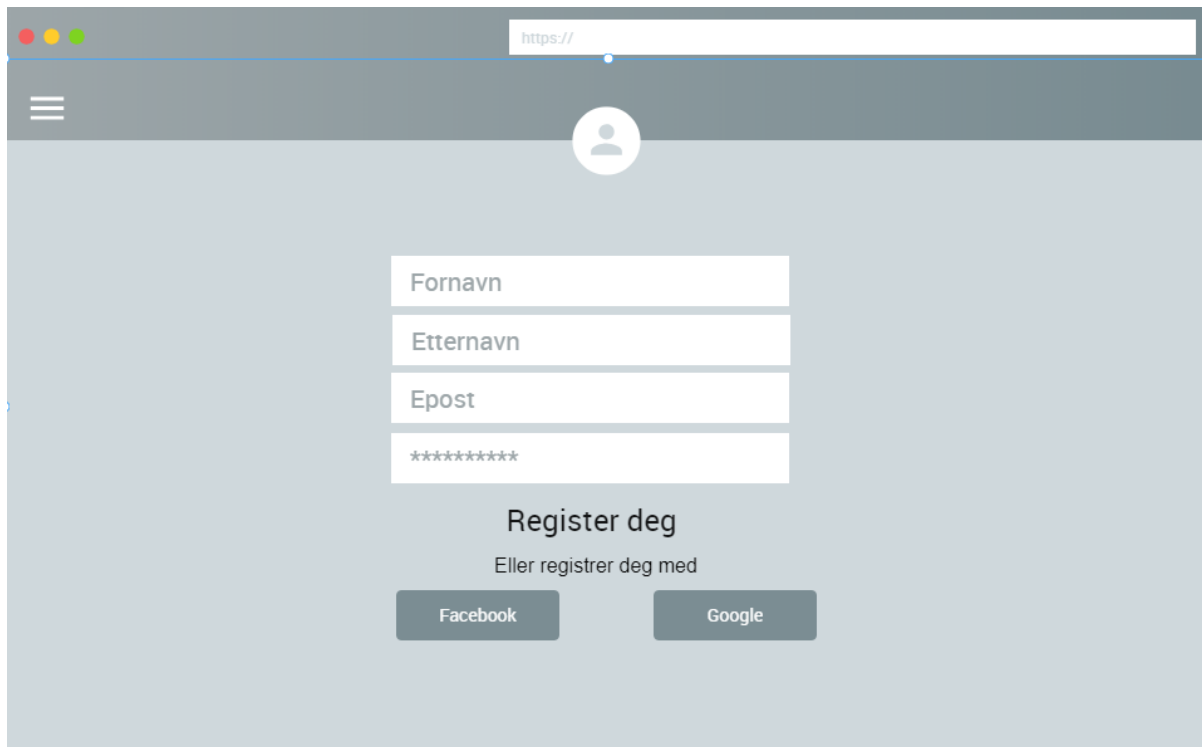 https://
Fornavn
Etternavn
Epost
**********
Register deg
Eller registrer deg med
Facebook Google